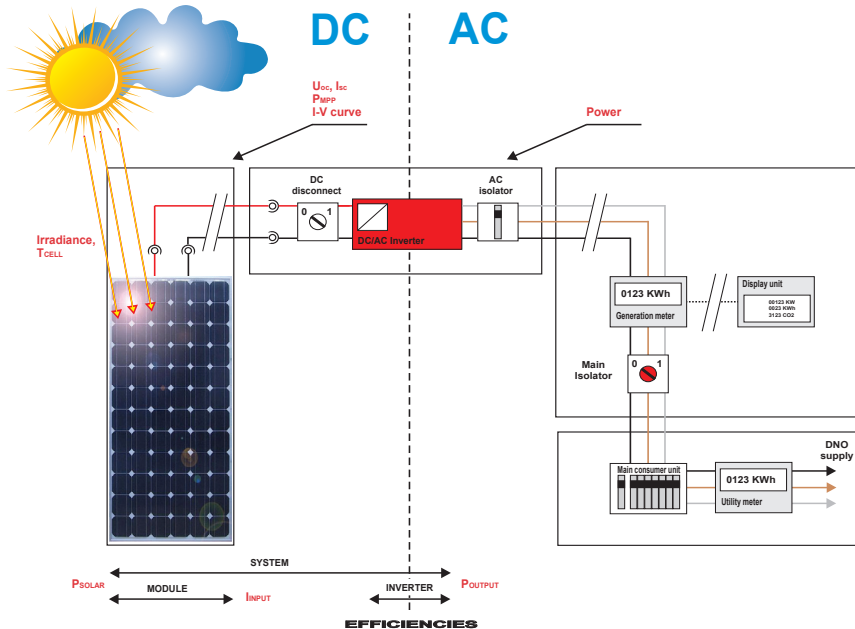 DC AC
Uoc, Isc
PMPP
I-V curve
Power
DC
disconnect
0 1
AC
isolator
DC/AC Inverter
Irradiance,
TCELL
0123 KWh
Generation meter
Display unit
00123 KW
0023 KWh
3123 CO2
Main
Isolator
0 1
DNO
supply
Main consumer unit
0123 KWh
Utility meter
SYSTEM
PSOLAR
POUTPUT
MODULE
IINPUT
INVERTER
EFFICIENCIES